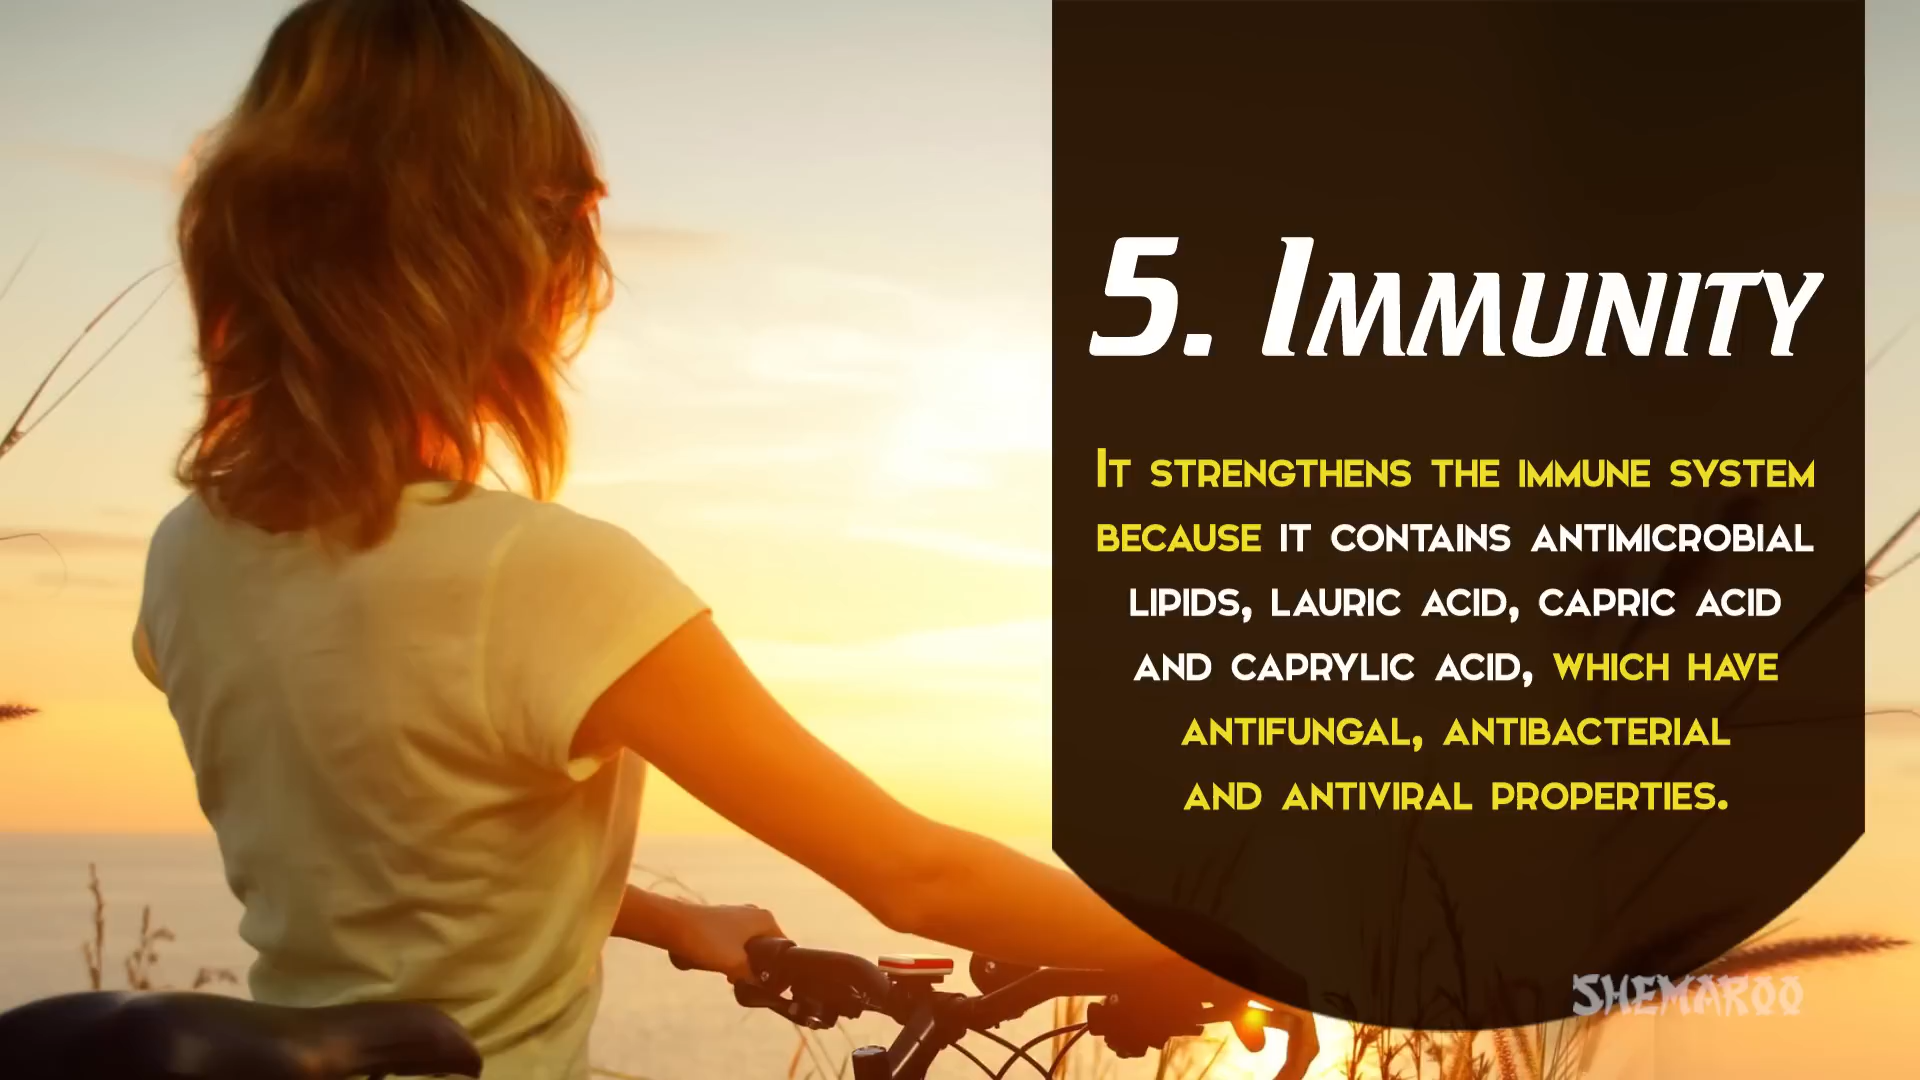 5. Immunity
It strengthens the immune system
because it contains antimicrobial
lipids, lauric acid, capric acid
and caprylic acid, which have
antifungal, antibacterial
and antiviral properties.
SHEMAROO